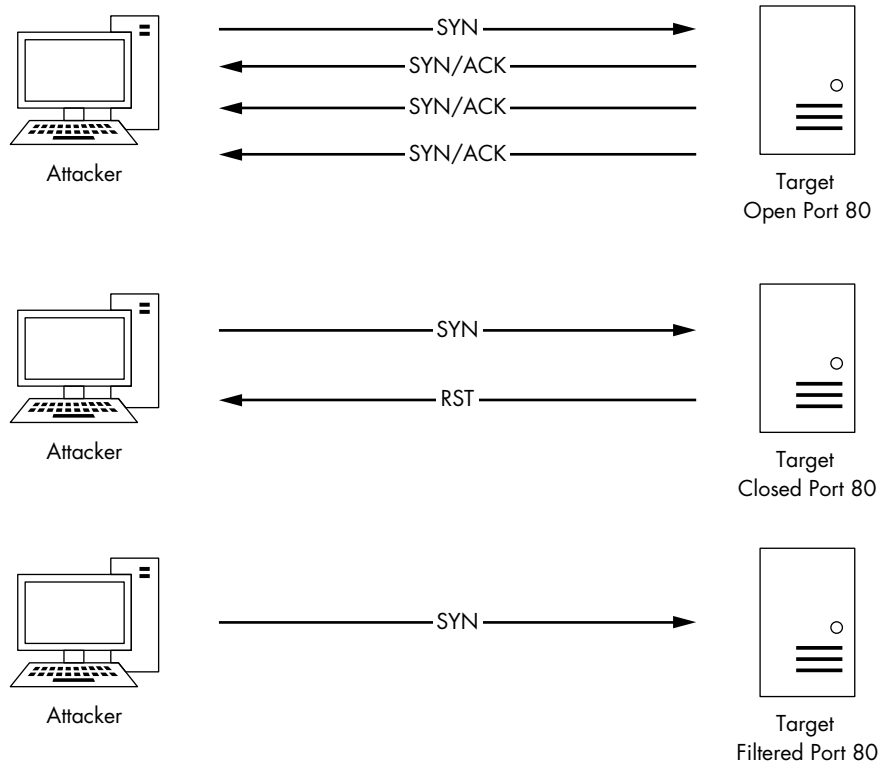 SYN
SYN/ACK
SYN/ACK
SYN/ACK
Attacker
Target
Open Port 80
SYN
RST
Attacker
Target
Closed Port 80
SYN
Attacker
Target
Filtered Port 80